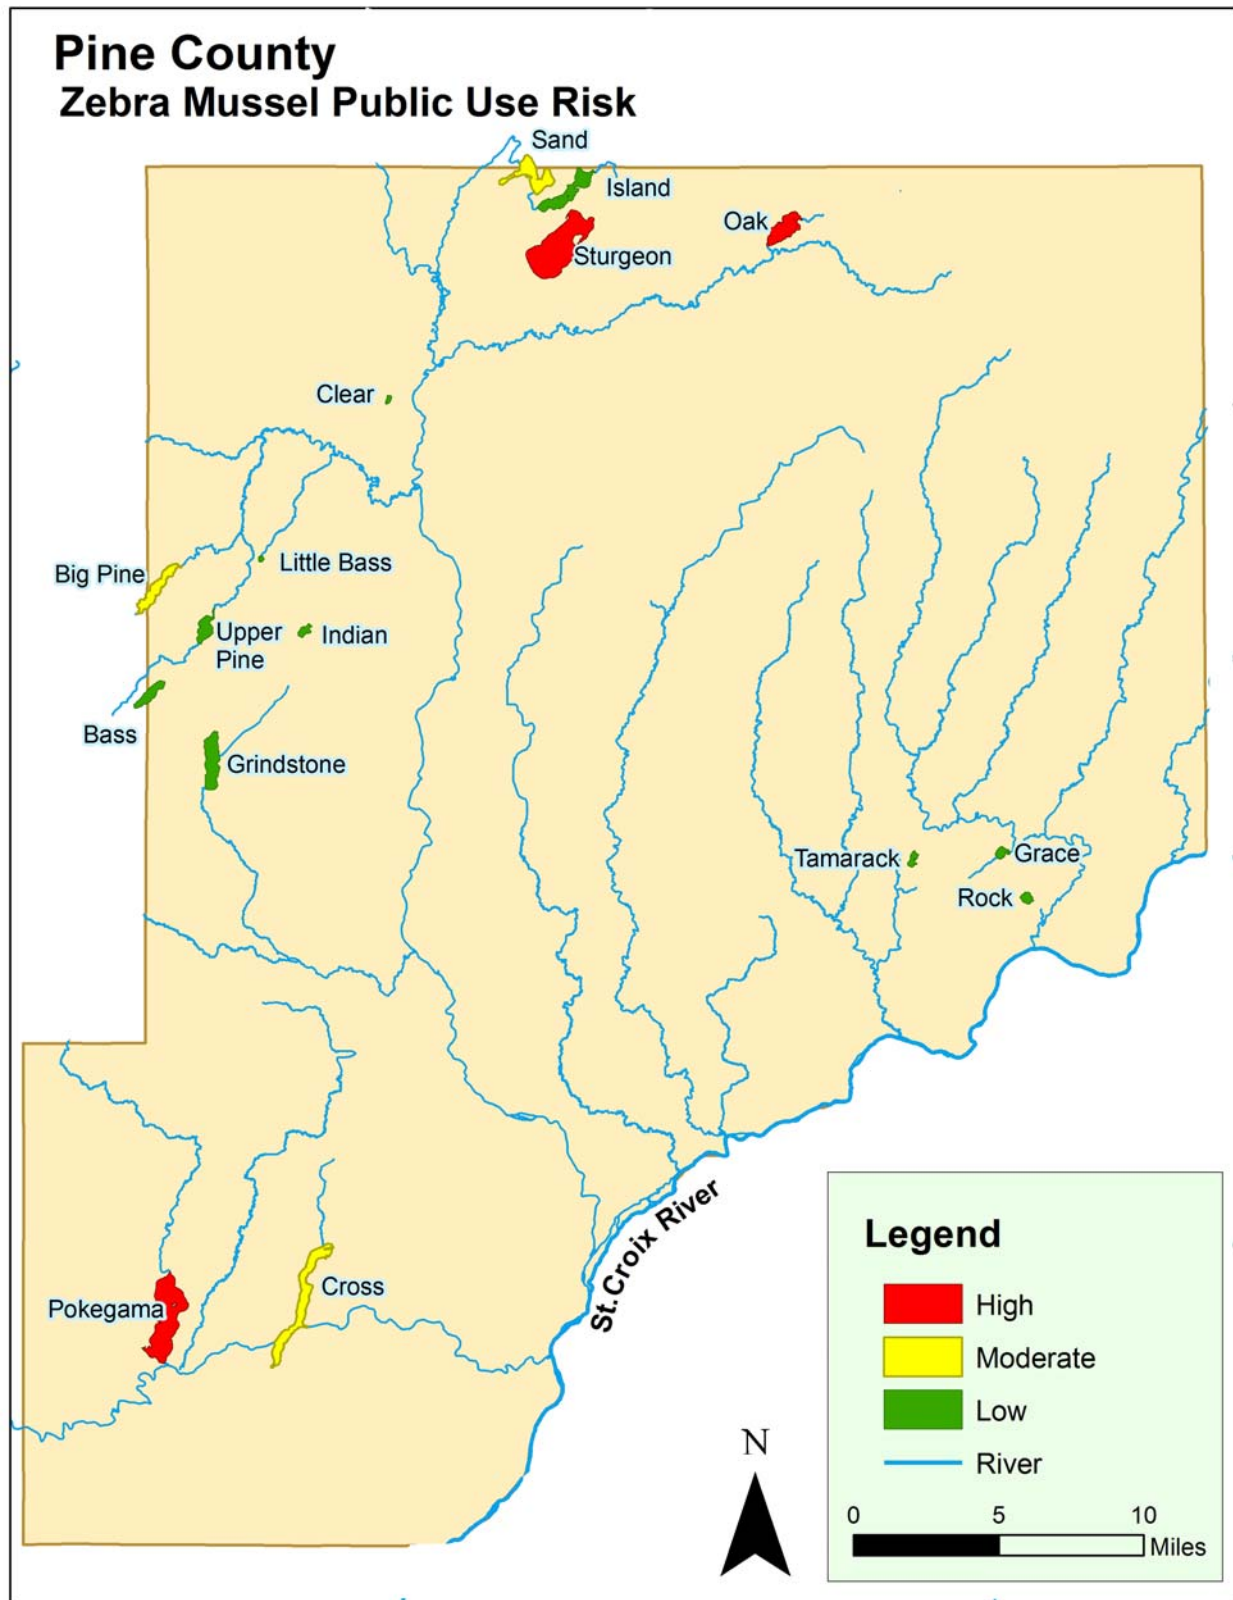 Pine County
Zebra Mussel Public Use Risk
Sand
Island
Oak
Sturgeon
Clear
Little Bass
Big Pine
Upper
Pine
Indian
Bass
Grindstone
Tamarack
Grace
Rock
St.Croix River
Cross
Pokegama
Legend
High
Moderate
Low
River
N
0 5 10
Miles